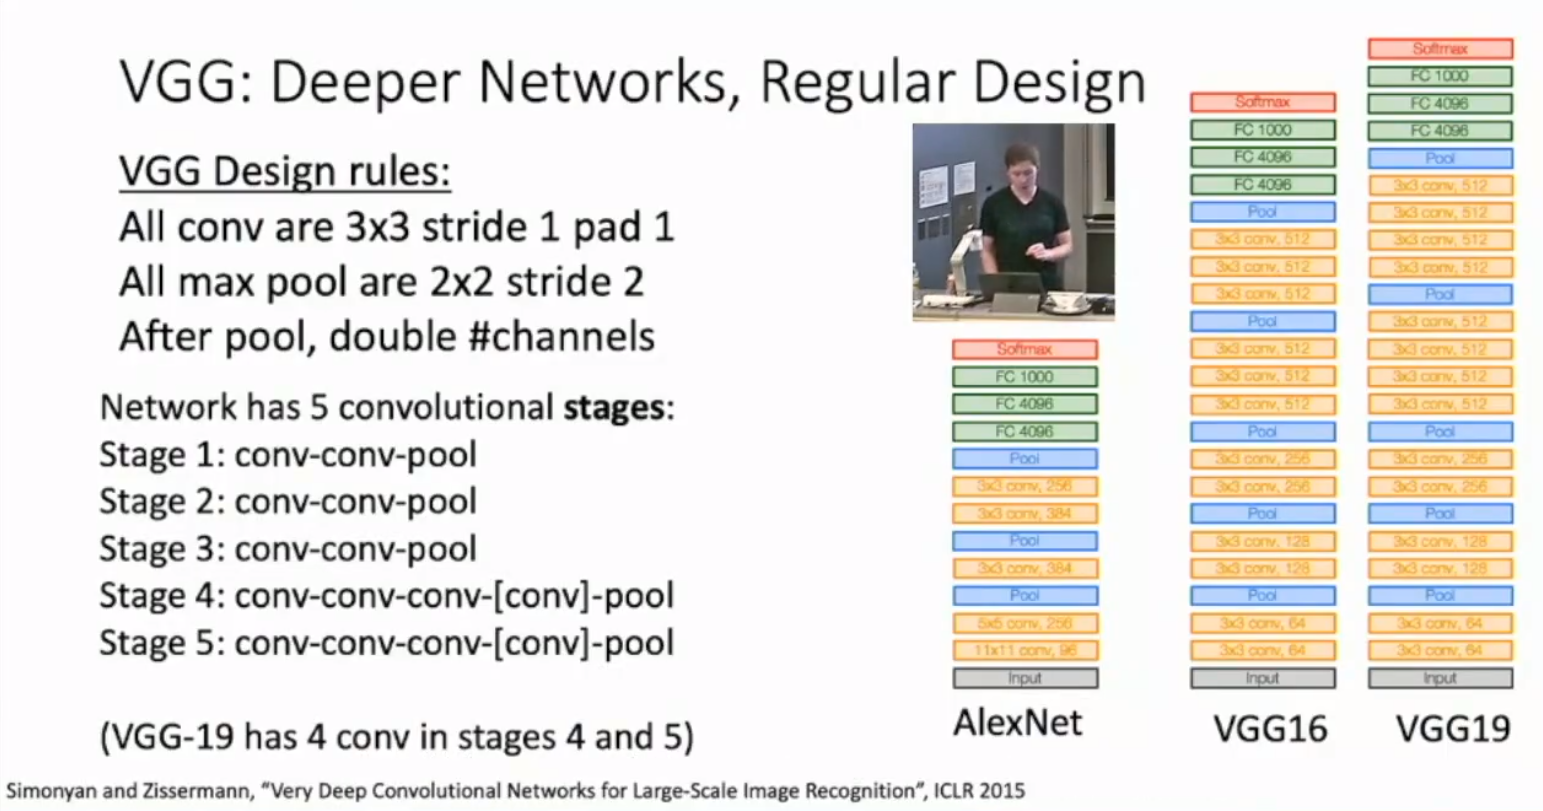 VGG: Deeper Networks, Regular Design
VGG Design rules:
All conv are 3x3 stride 1 pad 1
All max pool are 2x2 stride 2
After pool, double #channels
Network has 5 convolutional stages:
Stage 1: conv-conv-pool
Stage 2: conv-conv-pool
Stage 3: conv-conv-pool
Stage 4: conv-conv-conv-[conv]-pool
Stage 5: conv-conv-conv-[conv]-pool
(VGG-19 has 4 conv in stages 4 and 5)
Softmax
FC 1000
FC 4096
FC 4096
Pool
3x3 conv, 256
3x3 conv, 384
Pool
3x3 conv, 384
Pool
5x5 conv, 256
11x11 conv, 96
Input
AlexNet
Softmax
FC 1000
FC 4096
FC 4096
Pool
3x3 conv, 512
3x3 conv, 512
3x3 conv, 512
Pool
3x3 conv, 512
3x3 conv, 512
3x3 conv, 512
Pool
3x3 conv, 256
3x3 conv, 256
Pool
3x3 conv, 128
3x3 conv, 128
Pool
3x3 conv, 64
3x3 conv, 64
Input
VGG16
Softmax
FC 1000
FC 4096
FC 4096
Pool
3x3 conv, 512
3x3 conv, 512
3x3 conv, 512
3x3 conv, 512
Pool
3x3 conv, 512
3x3 conv, 512
3x3 conv, 512
3x3 conv, 512
Pool
3x3 conv, 256
3x3 conv, 256
Pool
3x3 conv, 128
3x3 conv, 128
Pool
3x3 conv, 64
3x3 conv, 64
Input
VGG19
Simonyan and Zissermann, “Very Deep Convolutional Networks for Large-Scale Image Recognition”, ICLR 2015